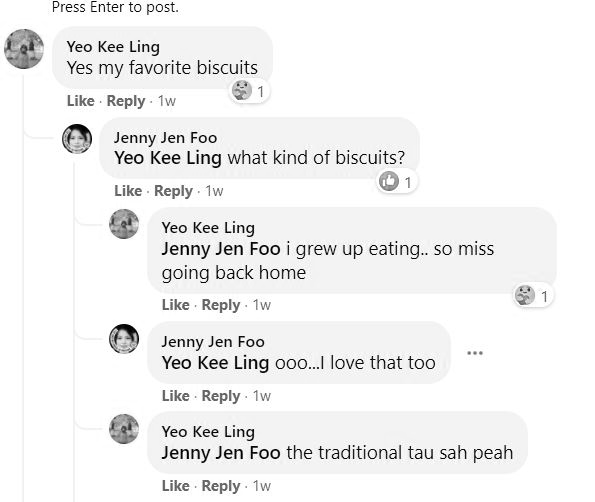 Press Enter to post.
Yeo Kee Ling
Yes my favorite biscuits
Like · Reply · 1w
1
Jenny Jen Foo
Yeo Kee Ling what kind of biscuits?
Like · Reply · 1w
1
Yeo Kee Ling
Jenny Jen Foo i grew up eating.. so miss
going back home
Like · Reply · 1w
1
Jenny Jen Foo
Yeo Kee Ling ooo...I love that too
Like · Reply · 1w
Yeo Kee Ling
Jenny Jen Foo the traditional tau sah peah
Like · Reply · 1w